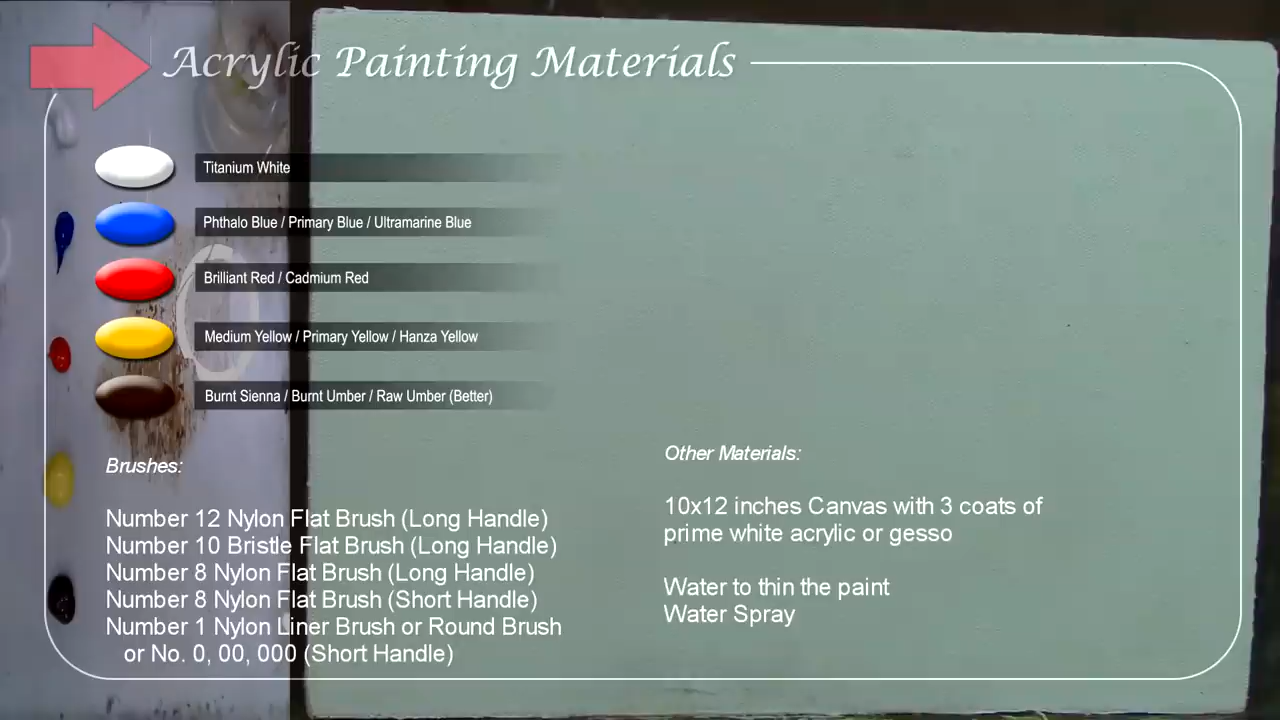 Acrylic Painting Materials
Titanium White
Phthalo Blue / Primary Blue / Ultramarine Blue
Brilliant Red / Cadmium Red
Medium Yellow / Primary Yellow / Hanza Yellow
Burnt Sienna / Burnt Umber / Raw Umber (Better)
Brushes:
Number 12 Nylon Flat Brush (Long Handle)
Number 10 Bristle Flat Brush (Long Handle)
Number 8 Nylon Flat Brush (Long Handle)
Number 8 Nylon Flat Brush (Short Handle)
Number 1 Nylon Liner Brush or Round Brush
or No. 0, 00, 000 (Short Handle)
Other Materials:
10x12 inches Canvas with 3 coats of
prime white acrylic or gesso
Water to thin the paint
Water Spray